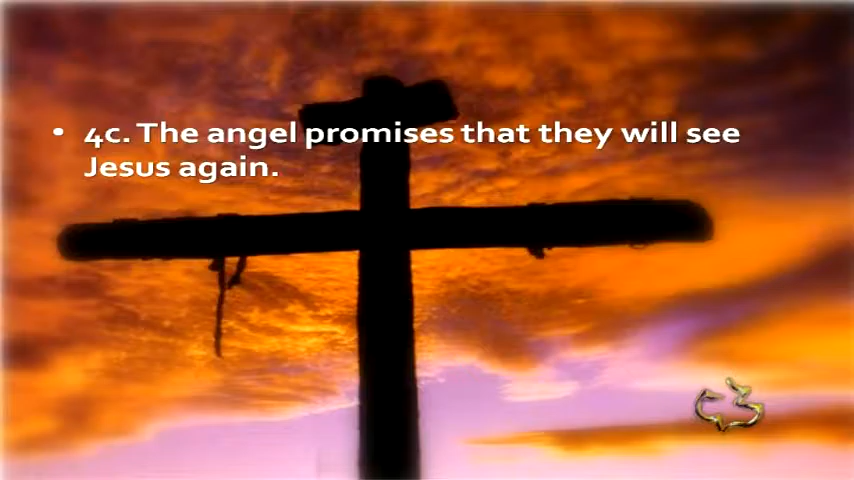 • 4c. The angel promises that they will see
Jesus again.